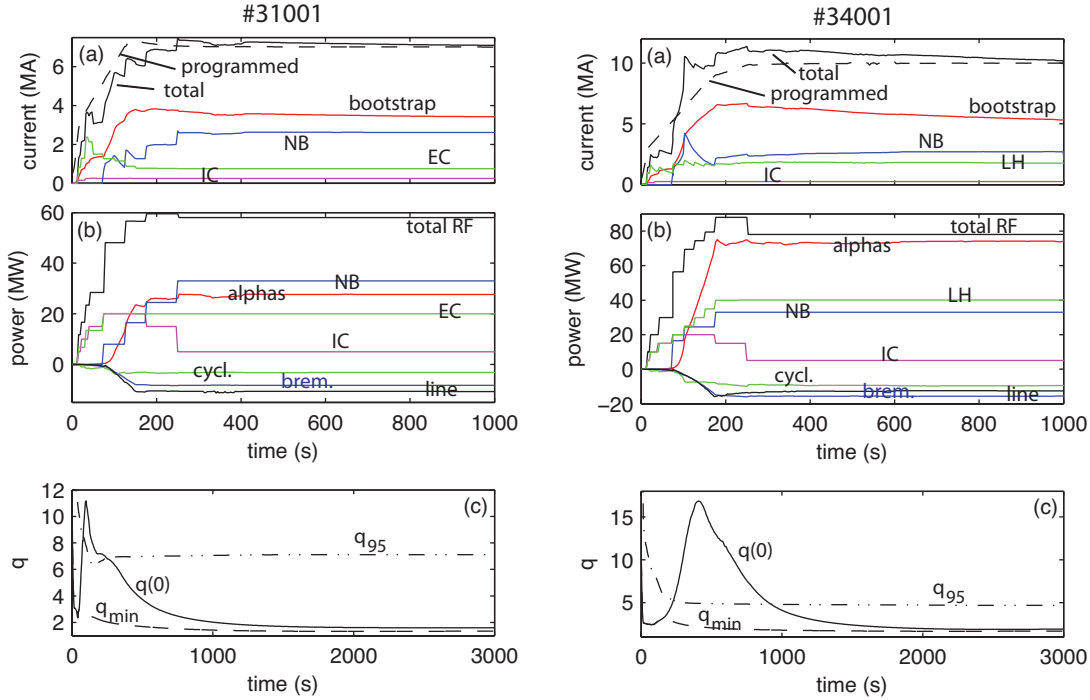 #31001
(a)
programmed
total
bootstrap
NB
EC
IC
current (MA)
6
4
2
0
(b)
total RF
NB
alphas
EC
IC
cycl.
brem.
line
power (MW)
60
40
20
0
0 200 400 600 800 1000
time (s)
(c)
q95
q(0)
qmin
q
12
10
8
6
4
2
0 1000 2000 3000
time (s)
#34001
(a)
total
programmed
bootstrap
NB
LH
IC
current (MA)
10
5
0
(b)
total RF
alphas
LH
NB
IC
cycl.
brem.
line
power (MW)
80
60
40
20
0
−20
0 200 400 600 800 1000
time (s)
(c)
q(0)
q95
qmin
q
15
10
5
0 1000 2000 3000
time (s)